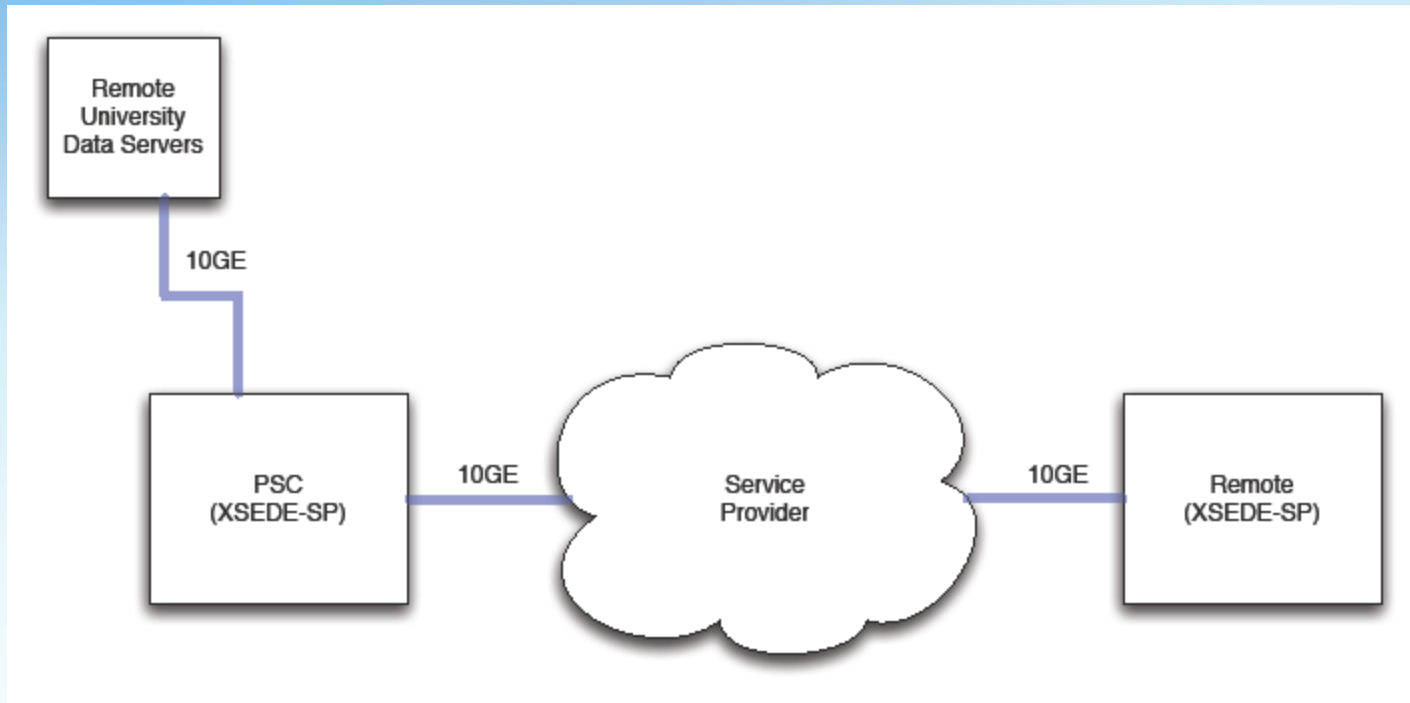 Remote
University
Data Servers
10GE
PSC
(XSEDE-SP)
10GE
Service
Provider
10GE
Remote
(XSEDE-SP)